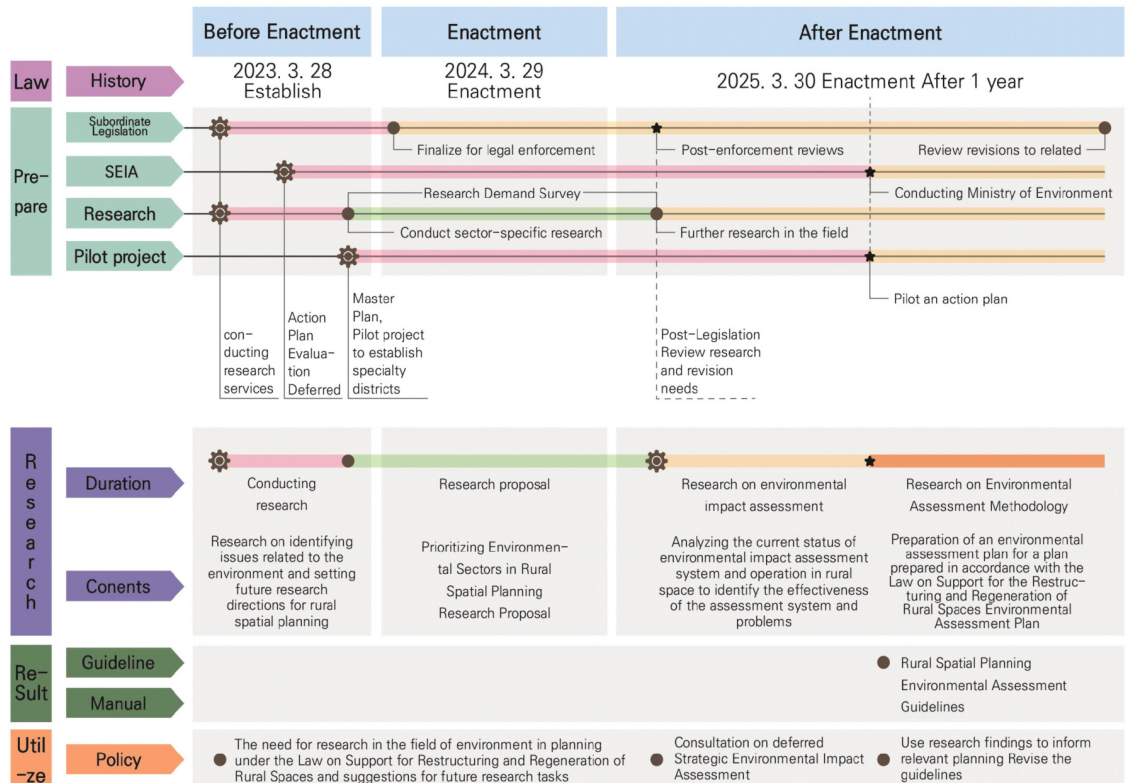 Before Enactment
Enactment
After Enactment
Law
History
2023. 3. 28
Establish
2024. 3. 29
Enactment
2025. 3. 30 Enactment After 1 year
Pre-
pare
Subordinate
Legislation
Finalize for legal enforcement
Post-enforcement reviews
Review revisions to related
SEIA
Conducting Ministry of Environment
Research
Research Demand Survey
Conduct sector-specific research
Further research in the field
Pilot project
Pilot an action plan
con-
ducting
research
services
Action
Plan
Evalua-
tion
Deferred
Master
Plan,
Pilot project
to establish
specialty
districts
Post-Legislation
Review research
and revision
needs
R
e
s
e
a
r
c
h
Duration
Conducting
research
Research proposal
Research on environmental
impact assessment
Research on Environmental
Assessment Methodology
Conents
Research on identifying
issues related to the
environment and setting
future research
directions for rural
spatial planning
Prioritizing Environmen-
tal Sectors in Rural
Spatial Planning
Research Proposal
Analyzing the current status of
environmental impact assessment
system and operation in rural
space to identify the effectiveness
of the assessment system and
problems
Preparation of an environmental
assessment plan for a plan
prepared in accordance with the
Law on Support for the Restruc-
turing and Regeneration of
Rural Spaces Environmental
Assessment Plan
Re-
Sult
Guideline
Manual
Rural Spatial Planning
Environmental Assessment
Guidelines
Util
-ze
Policy
The need for research in the field of environment in planning
under the Law on Support for Restructuring and Regeneration of
Rural Spaces and suggestions for future research tasks
Consultation on deferred
Strategic Environmental Impact
Assessment
Use research findings to inform
relevant planning Revise the
guidelines